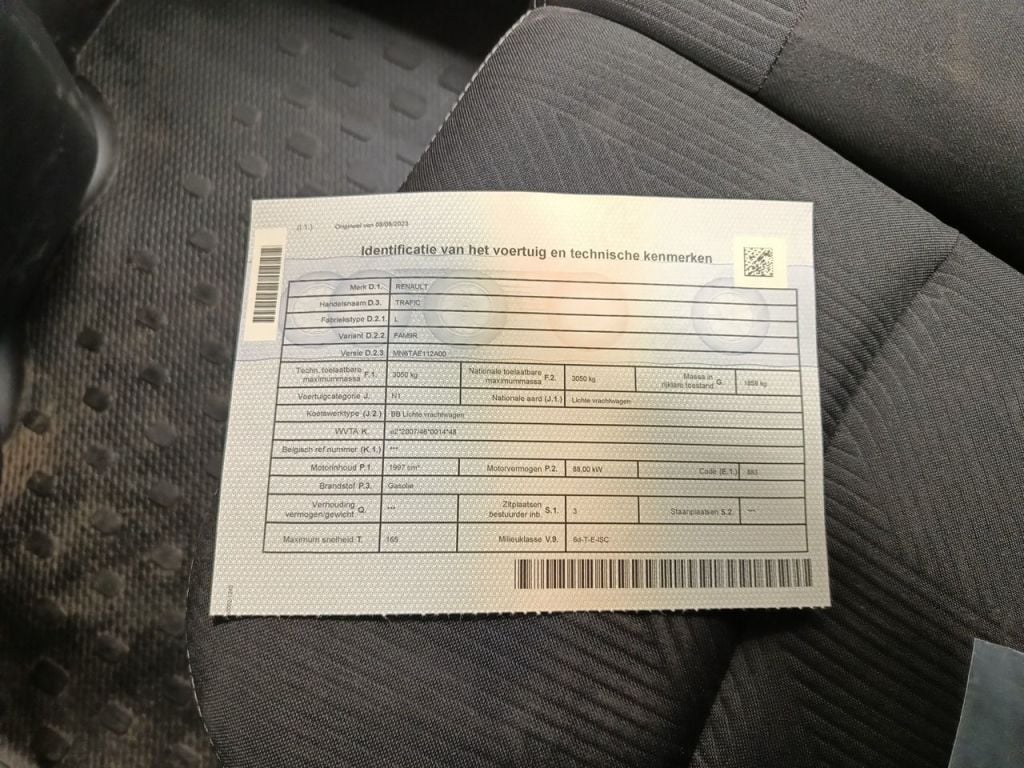 (I.1.) Origineel van 09/08/2023
Identificatie van het voertuig en technische kenmerken
Merk D.1. RENAULT
Handelsnaam D.3. TRAFIC
Fabriekstype D.2.1. L
Variant D.2.2. FAM9R
Versie D.2.3. MN6TAE112A00
Techn. toelaatbare maximummassa F.1. 3050 kg Nationale toelaatbare maximummassa F.2. 3050 kg Massa in rijklare toestand G. 1858 kg
Voertuigcategorie J. N1 Nationale aard (J.1.) Lichte vrachtwagen
Koetswerktype (J.2.) BB Lichte vrachtwagen
WVTA K. e2*2007/46*0014*48
Belgisch ref.nummer (K.1.) ***
Motorinhoud P.1. 1997 cm³ Motorvermogen P.2. 88,00 kW Code (E.1.) 883
Brandstof P.3. Gasolie
Verhouding vermogen/gewicht Q. *** Zitplaatsen bestuurder inb. S.1. 3 Staanplaatsen S.2. ***
Maximum snelheid T. 165 Milieuklasse V.9. 6d-T-E-ISC